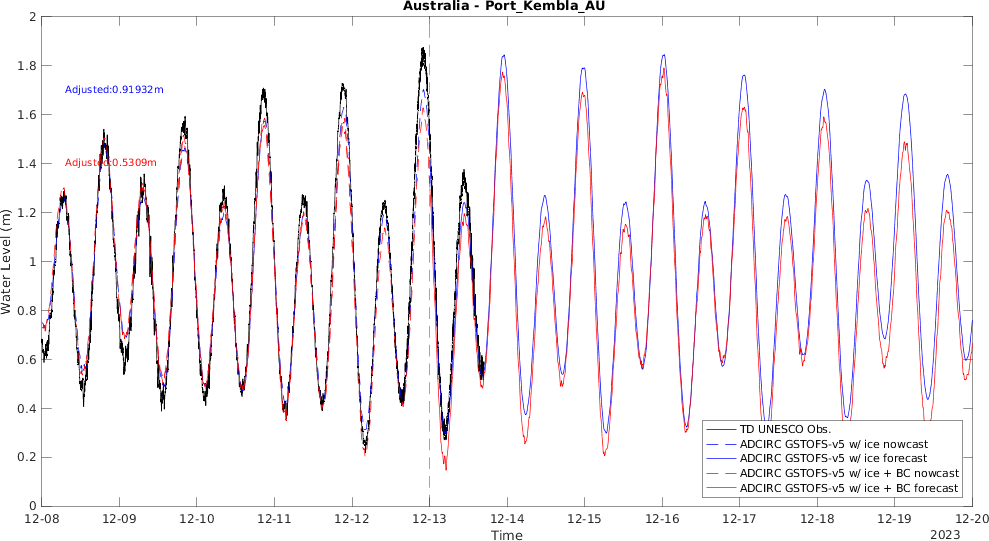 Australia - Port_Kembla_AU
2
1.8
1.6
1.4
1.2
1
0.8
0.6
0.4
0.2
0
Water Level (m)
Adjusted:0.91932m
Adjusted:0.5309m
TD UNESCO Obs.
ADCIRC GSTOFS-v5 w/ ice nowcast
ADCIRC GSTOFS-v5 w/ ice forecast
ADCIRC GSTOFS-v5 w/ ice + BC nowcast
ADCIRC GSTOFS-v5 w/ ice + BC forecast
12-08 12-09 12-10 12-11 12-12 12-13 12-14 12-15 12-16 12-17 12-18 12-19 12-20
Time
2023